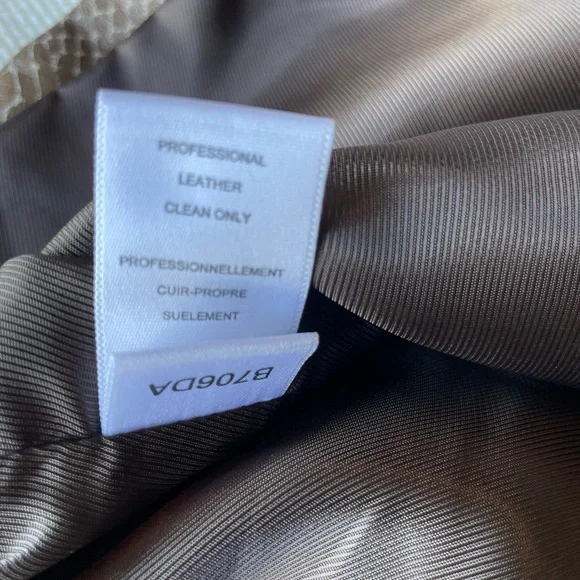 PROFESSIONAL
LEATHER
CLEAN ONLY
PROFESSIONNELLEMENT
CUIR-PROPRE
SUELEMENT
B706DA